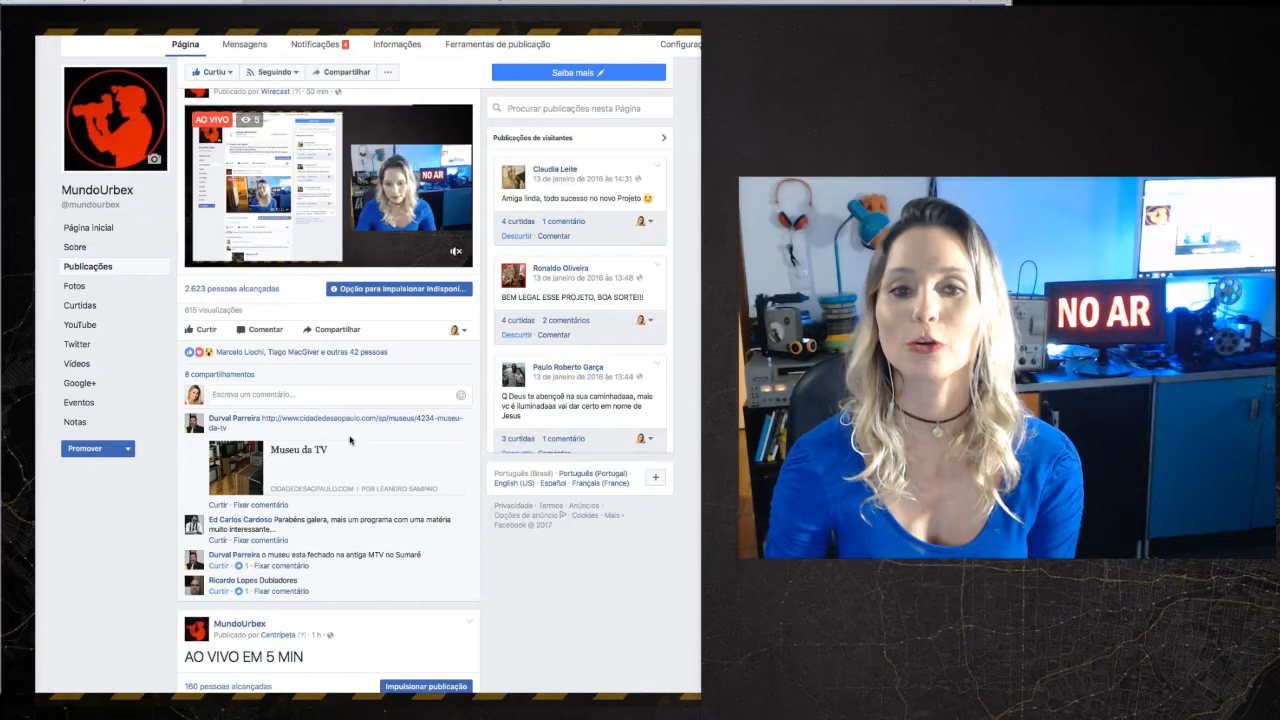 Página Mensagens Notificações 4 Informações Ferramentas de publicação Configuraç
Curtiu Seguindo Compartilhar ... Saiba mais
MundoUrbex
@mundourbex
Página inicial
Sobre
Publicações
Fotos
Curtidas
YouTube
Twitter
Vídeos
Google+
Eventos
Notas
Promover
Publicado por Wirecast [?] · 50 min ·
AO VIVO 5
NO AR
2.623 pessoas alcançadas
Opção para Impulsionar indisponí...
615 visualizações
Curtir Comentar Compartilhar
Marcelo Liochi, Tiago MacGiver e outras 42 pessoas
8 compartilhamentos
Escreva um comentário...
Durval Parreira http://www.cidadedesaopaulo.com/sp/museus/4234-museu-
da-tv
Museu da TV
CIDADEDESAOPAULO.COM | POR LEANDRO SAMPAIO
Curtir · Fixar comentário
Ed Carlos Cardoso Parabéns galera, mais um programa com uma matéria
muito interessante...
Curtir · Fixar comentário
Durval Parreira o museu esta fechado na antiga MTV no Sumaré
Curtir · 1 · Fixar comentário
Ricardo Lopes Dubladores
Curtir · 1 · Fixar comentário
MundoUrbex
Publicado por Centrípeta [?] · 1 h ·
AO VIVO EM 5 MIN
160 pessoas alcançadas
Impulsionar publicação
Procurar publicações nesta Página
Publicações de visitantes
Claudia Leite
13 de janeiro de 2016 às 14:31
Amiga linda, todo sucesso no novo Projeto
4 curtidas 1 comentário
Descurtir · Comentar
Ronaldo Oliveira
13 de janeiro de 2016 às 13:48
BEM LEGAL ESSE PROJETO, BOA SORTE!!!
4 curtidas 2 comentários
Descurtir · Comentar
Paulo Roberto Garça
13 de janeiro de 2016 às 13:44
Q Deus te abençoê na sua caminhadaaa, mais
vc é iluminadaaa vai dar certo em nome de
Jesus
3 curtidas 1 comentário
Português (Brasil) · Português (Portugal) ·
English (US) · Español · Français (France)
Privacidade · Termos · Anúncios ·
Opções de anúncio · Cookies · Mais
Facebook © 2017
NO AR